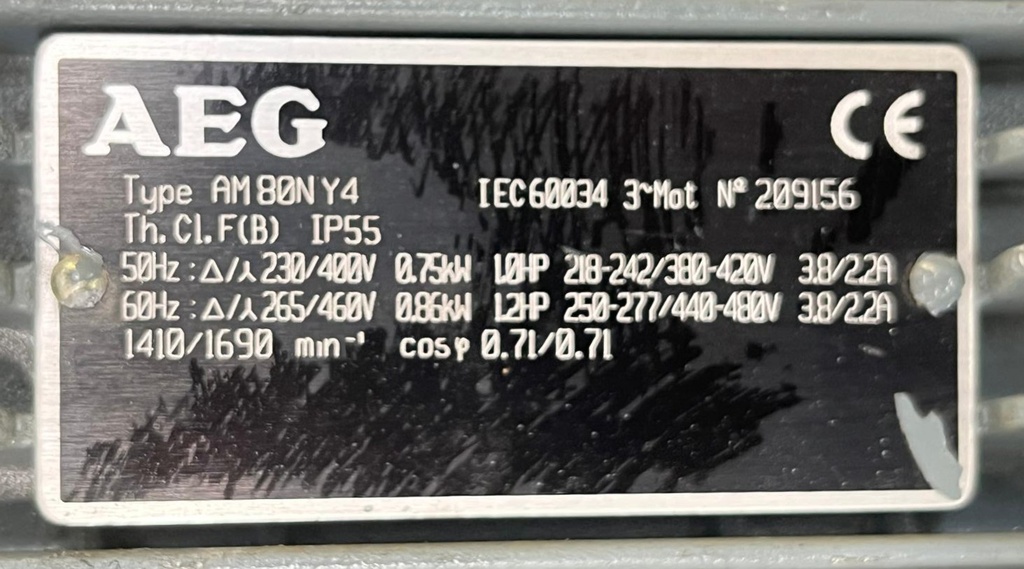 AEG
CE
Type AM 80N Y4 IEC 60034 3~Mot Nº 209156
Th. Cl. F(B) IP55
50Hz : Δ/⅄ 230/400V 0.75kW 1.0HP 218-242/380-420V 3.8/2.2A
60Hz : Δ/⅄ 265/460V 0.86kW 1.2HP 250-277/440-480V 3.8/2.2A
1410/1690 min⁻¹ cosφ 0.71/0.71